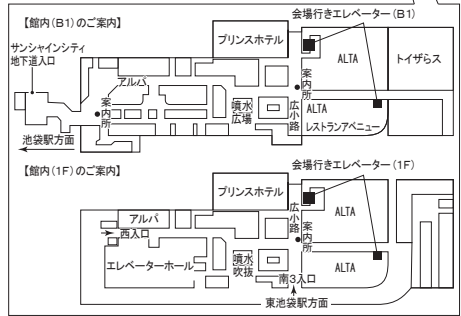 【館内(B1)のご案内】
会場行きエレベーター(B1)
サンシャインシティ
地下道入口
プリンスホテル
ALTA
トイザらス
アルパ
案内所
案内所
噴水
広場
広小路
ALTA
レストランアベニュー
池袋駅方面
【館内(1F)のご案内】
会場行きエレベーター(1F)
プリンスホテル
広小路
案内所
ALTA
アルパ
西入口
エレベーターホール
噴水
吹抜
ALTA
南3入口
東池袋駅方面